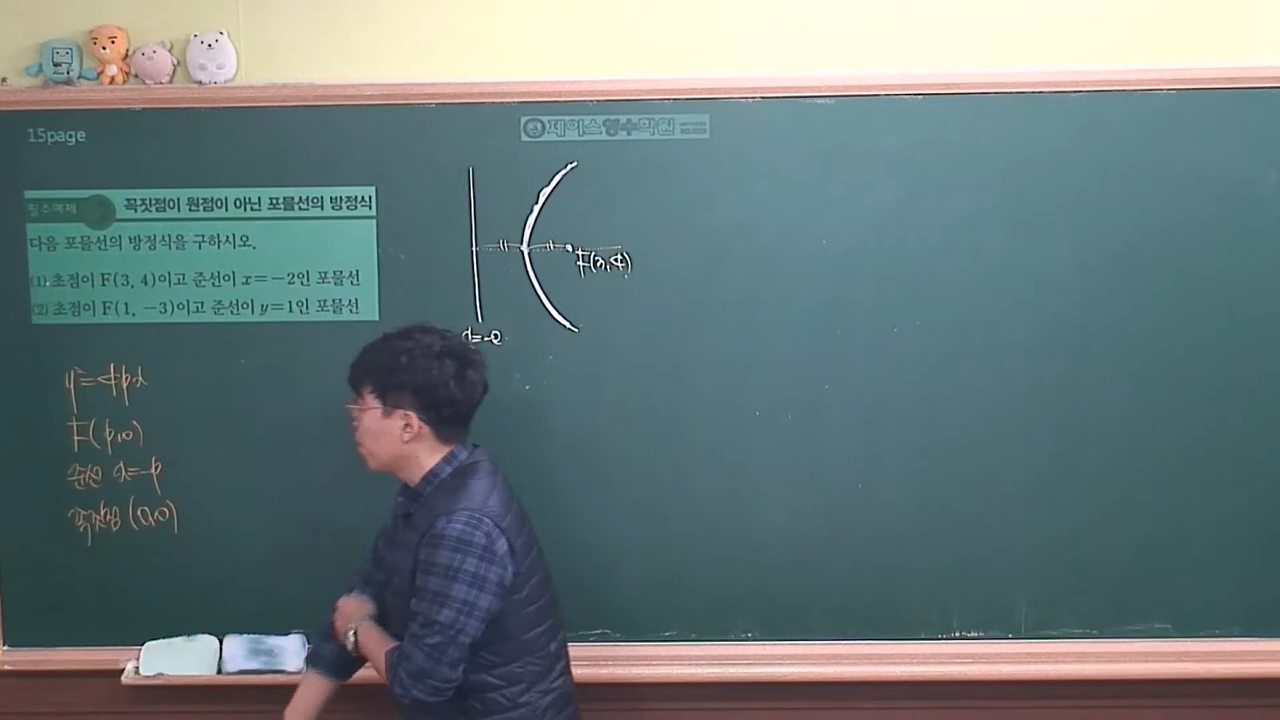 15page
제이스영수학원
필수예제 꼭짓점이 원점이 아닌 포물선의 방정식
다음 포물선의 방정식을 구하시오.
(1) 초점이 F(3, 4)이고 준선이 x=-2인 포물선
(2) 초점이 F(1, -3)이고 준선이 y=1인 포물선
F(3,4)
x=-2
y²=4px
F(p,0)
준선 x=-p
꼭짓점 (0,0)